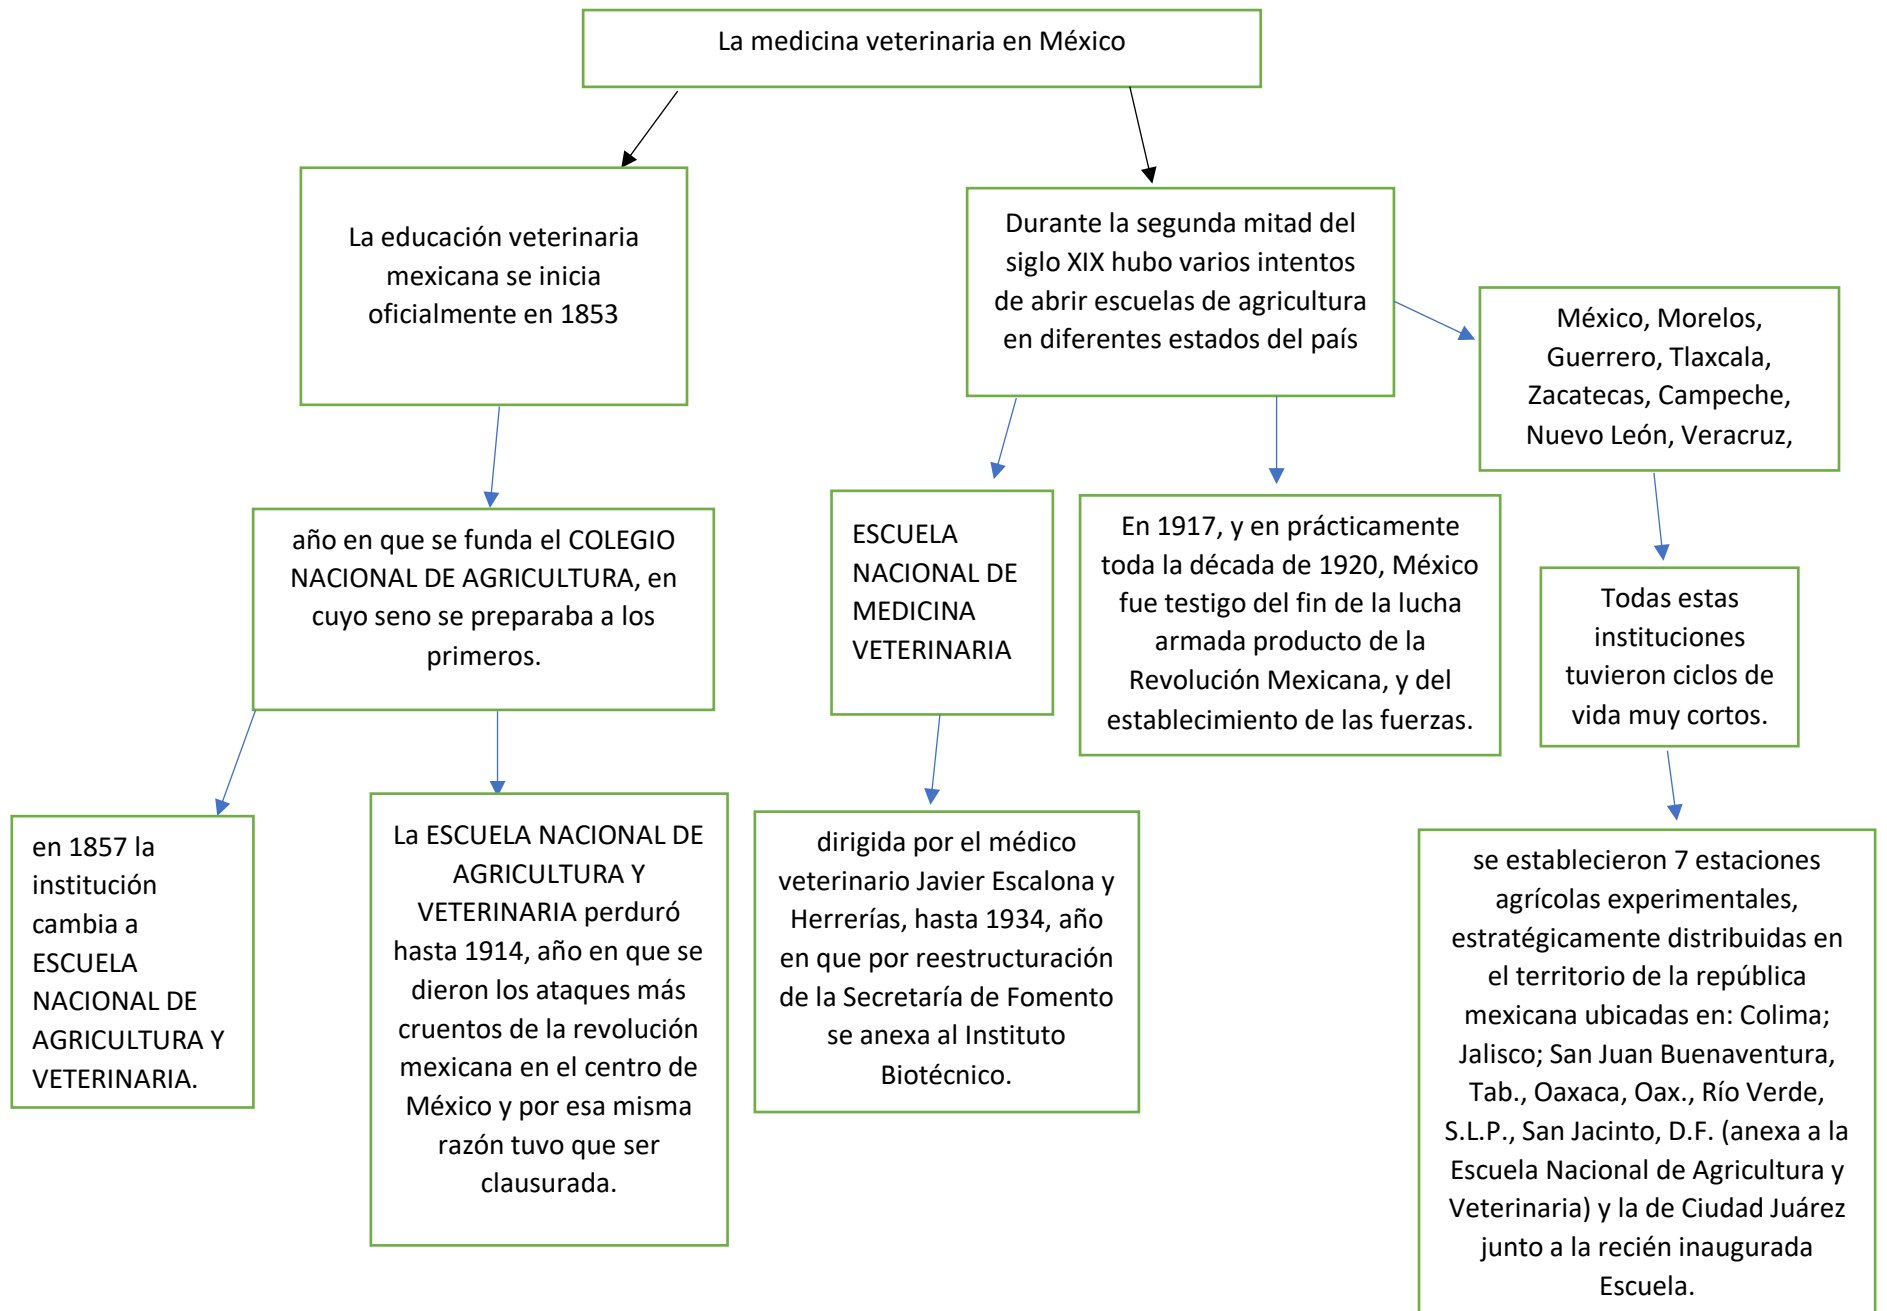 La medicina veterinaria en México
La educación veterinaria
mexicana se inicia
oficialmente en 1853
Durante la segunda mitad del
siglo XIX hubo varios intentos
de abrir escuelas de agricultura
en diferentes estados del país
México, Morelos,
Guerrero, Tlaxcala,
Zacatecas, Campeche,
Nuevo León, Veracruz,
año en que se funda el COLEGIO
NACIONAL DE AGRICULTURA, en
cuyo seno se preparaba a los
primeros.
ESCUELA
NACIONAL DE
MEDICINA
VETERINARIA
En 1917, y en prácticamente
toda la década de 1920, México
fue testigo del fin de la lucha
armada producto de la
Revolución Mexicana, y del
establecimiento de las fuerzas.
Todas estas
instituciones
tuvieron ciclos de
vida muy cortos.
en 1857 la
institución
cambia a
ESCUELA
NACIONAL DE
AGRICULTURA Y
VETERINARIA.
La ESCUELA NACIONAL DE
AGRICULTURA Y
VETERINARIA perduró
hasta 1914, año en que se
dieron los ataques más
cruentos de la revolución
mexicana en el centro de
México y por esa misma
razón tuvo que ser
clausurada.
dirigida por el médico
veterinario Javier Escalona y
Herrerías, hasta 1934, año
en que por reestructuración
de la Secretaría de Fomento
se anexa al Instituto
Biotécnico.
se establecieron 7 estaciones
agrícolas experimentales,
estratégicamente distribuidas en
el territorio de la república
mexicana ubicadas en: Colima;
Jalisco; San Juan Buenaventura,
Tab., Oaxaca, Oax., Río Verde,
S.L.P., San Jacinto, D.F. (anexa a la
Escuela Nacional de Agricultura y
Veterinaria) y la de Ciudad Juárez
junto a la recién inaugurada
Escuela.